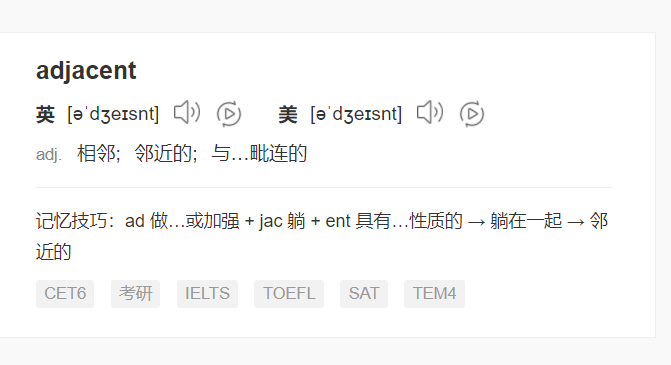 adjacent
英 [əˈdʒeɪsnt] 美 [əˈdʒeɪsnt]
adj. 相邻；邻近的；与…毗连的
记忆技巧：ad 做…或加强 + jac 躺 + ent 具有…性质的 → 躺在一起 → 邻
近的
CET6 考研 IELTS TOEFL SAT TEM4